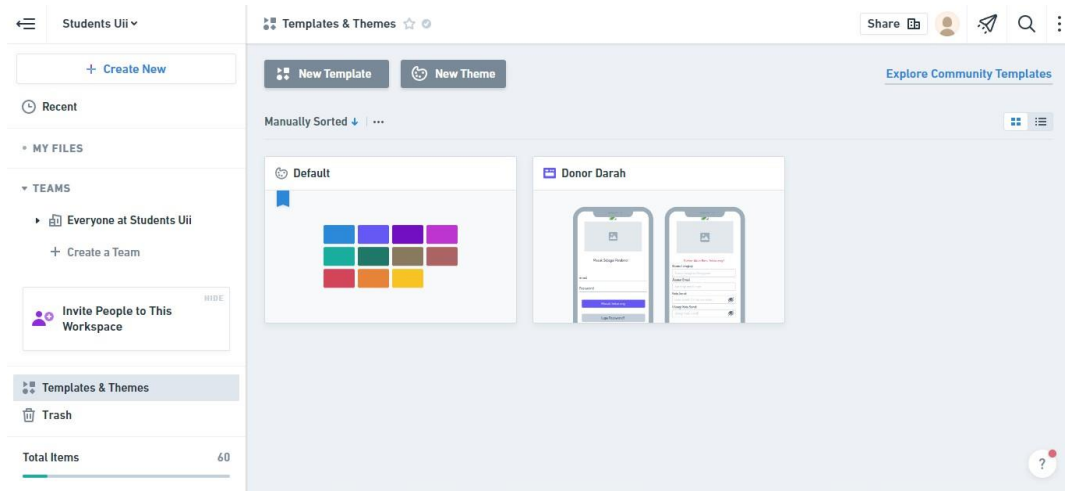 Students Uii
Templates & Themes
Share
+ Create New
New Template
New Theme
Explore Community Templates
Recent
Manually Sorted
MY FILES
TEAMS
Default
Donor Darah
Everyone at Students Uii
+ Create a Team
HIDE
Invite People to This
Workspace
Templates & Themes
Trash
Total Items 60
?